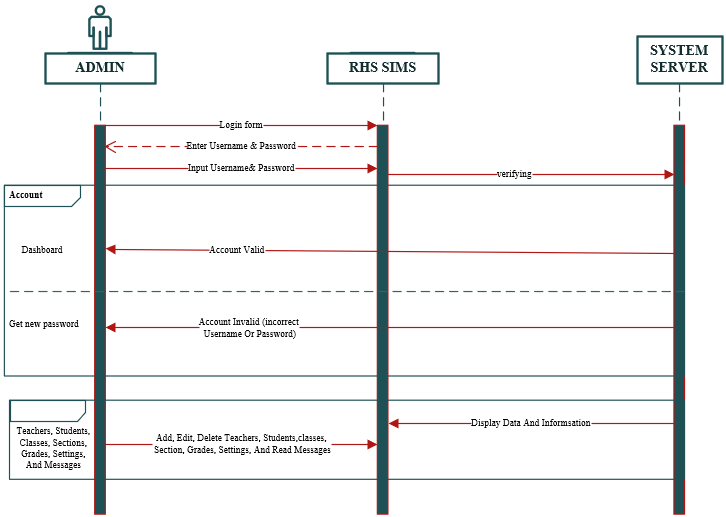 ADMIN
RHS SIMS
SYSTEM
SERVER
Login form
Enter Username & Password
Input Username& Password
verifying
Account
Dashboard
Account Valid
Get new password
Account Invalid (incorrect
Username Or Password)
Display Data And Informsation
Teachers, Students,
Classes, Sections,
Grades, Settings,
And Messages
Add, Edit, Delete Teachers, Students,classes,
Section, Grades, Settings, And Read Messages